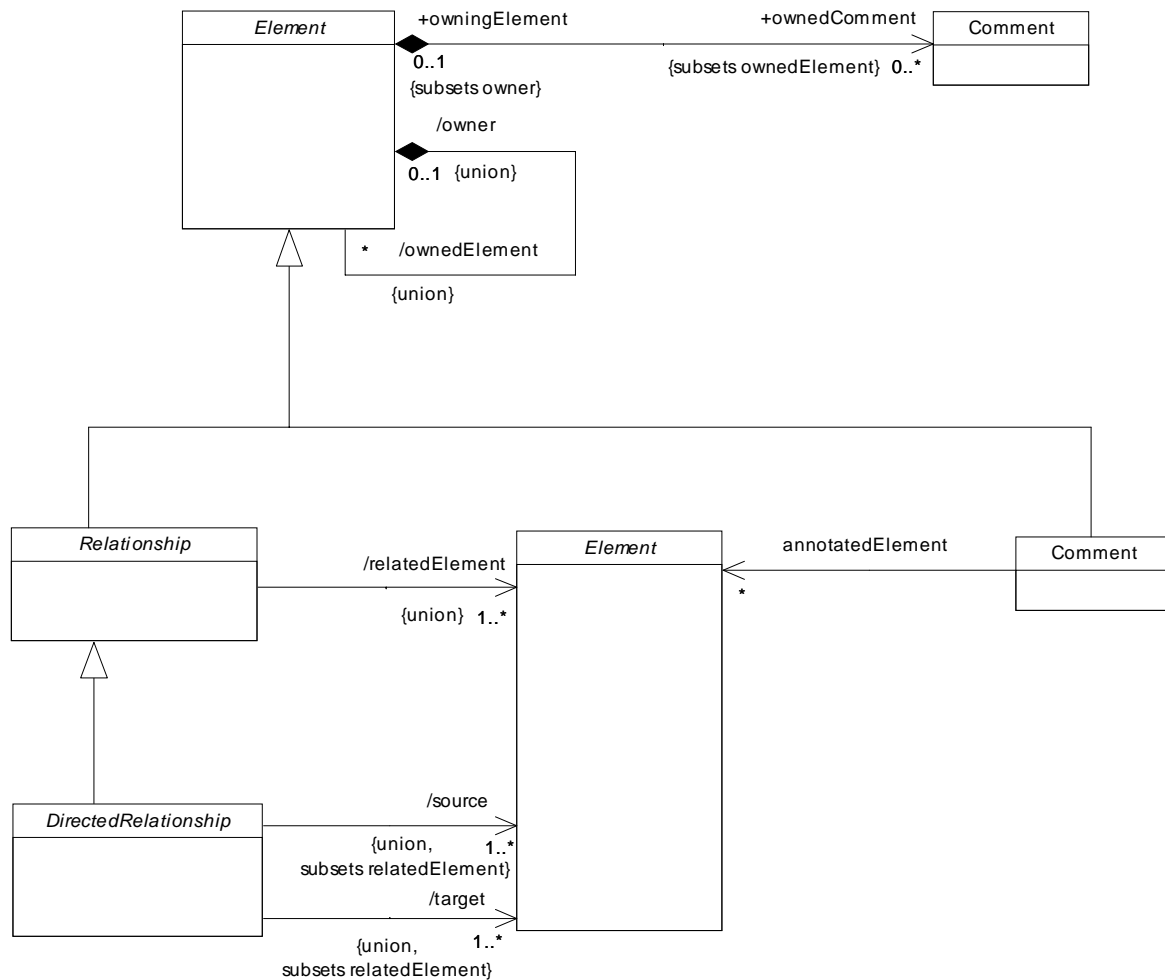 Element
+owningElement
+ownedComment
Comment
0..1
{subsets ownedElement} 0..*
{subsets owner}
/owner
0..1 {union}
* /ownedElement
{union}
Relationship
Element
annotatedElement
Comment
/relatedElement
*
{union} 1..*
DirectedRelationship
/source
{union, 1..*
subsets relatedElement}
/target
{union, 1..*
subsets relatedElement}